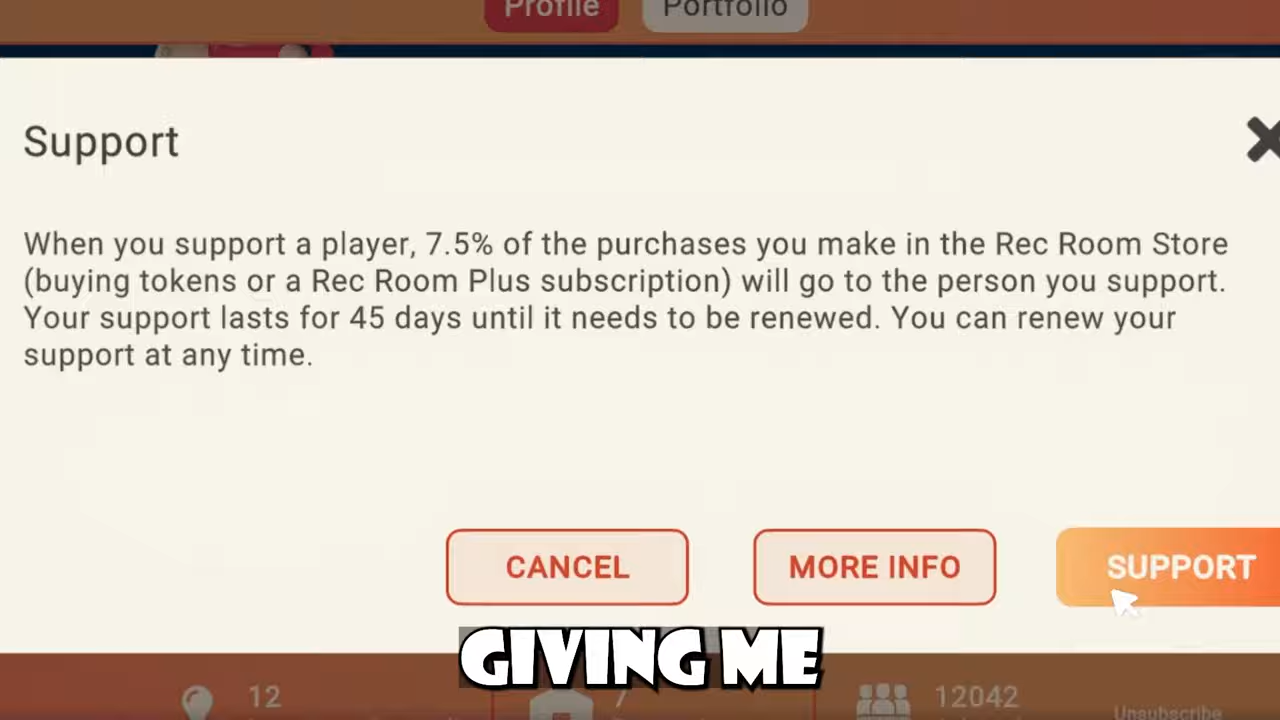 Profile
Portfolio
Support
When you support a player, 7.5% of the purchases you make in the Rec Room Store
(buying tokens or a Rec Room Plus subscription) will go to the person you support.
Your support lasts for 45 days until it needs to be renewed. You can renew your
support at any time.
CANCEL
MORE INFO
SUPPORT
GIVING ME
12
7
12042
Unsubscribe